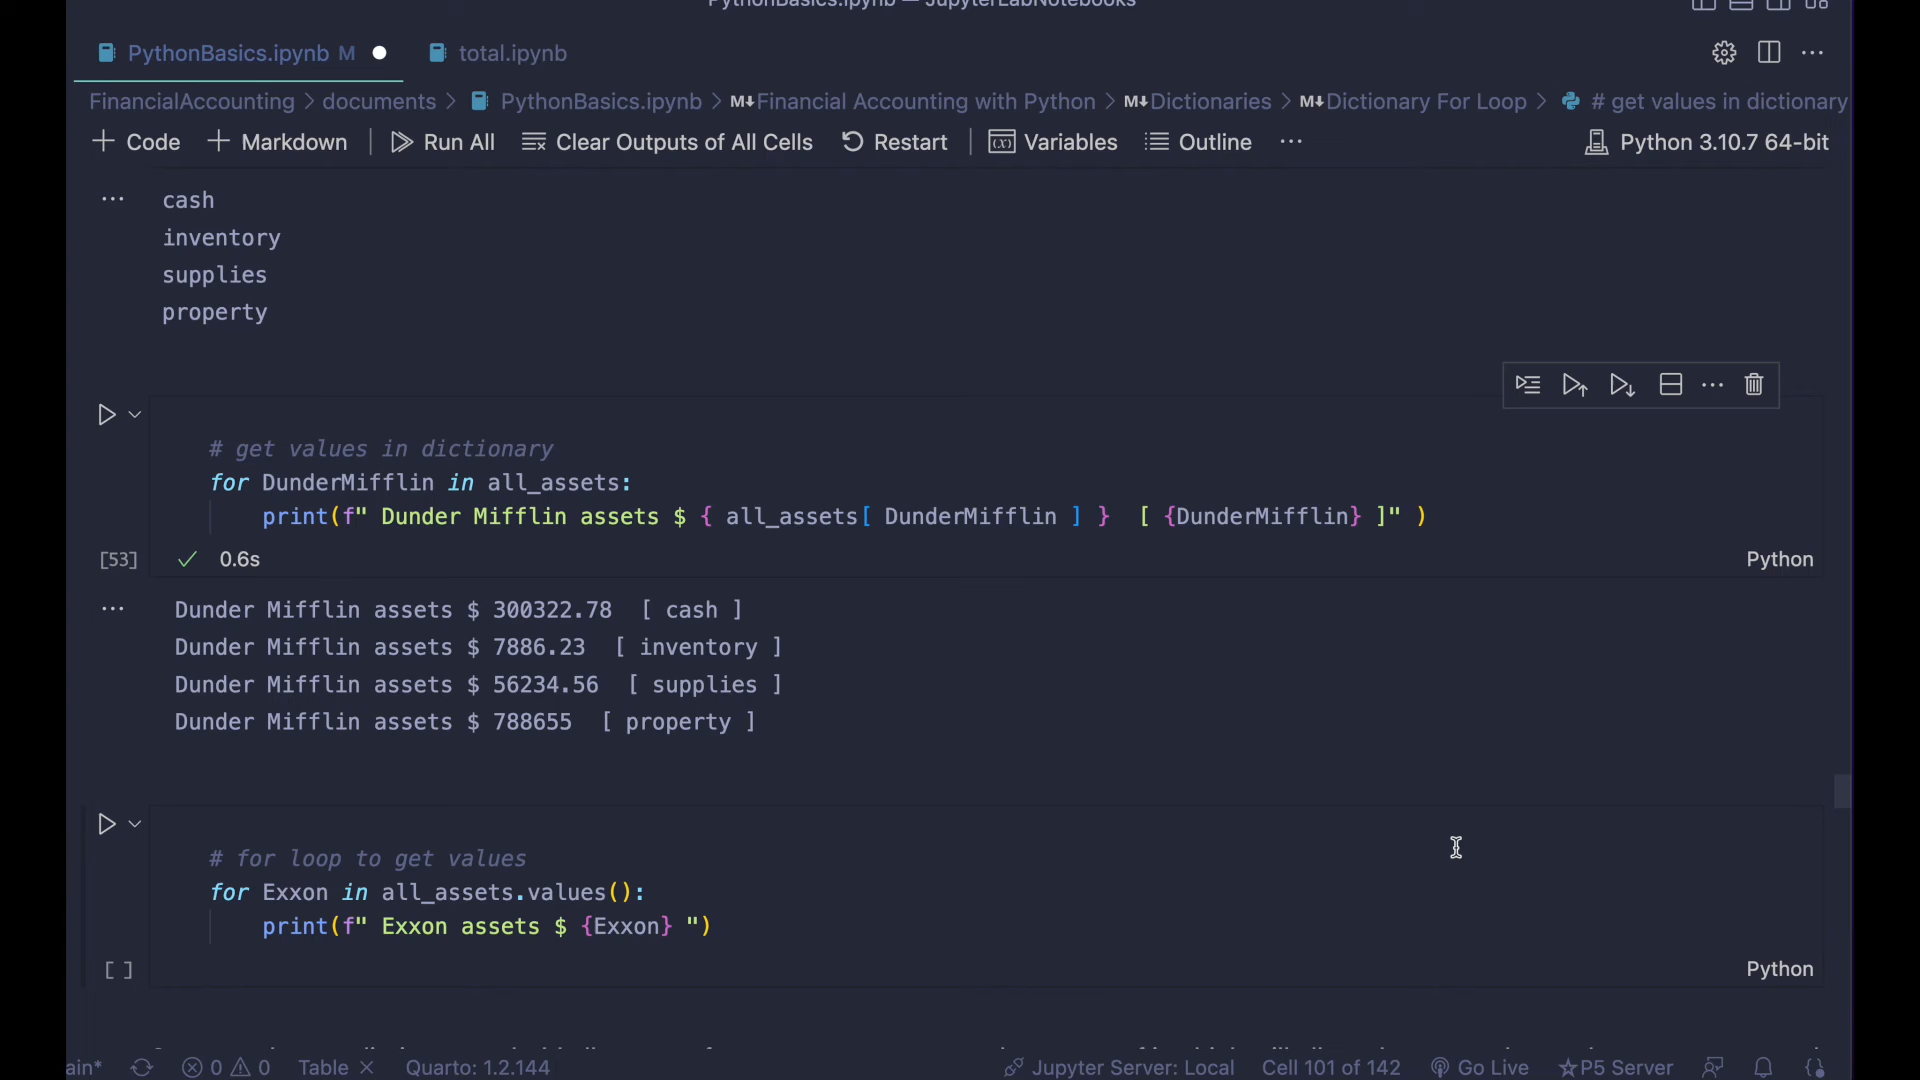 PythonBasics.ipynb — JupyterLabNotebooks
PythonBasics.ipynb M ● total.ipynb
FinancialAccounting > documents > PythonBasics.ipynb > M↓Financial Accounting with Python > M↓Dictionaries > M↓Dictionary For Loop > # get values in dictionary
+ Code + Markdown | Run All Clear Outputs of All Cells Restart | Variables Outline ··· Python 3.10.7 64-bit
··· cash
inventory
supplies
property
# get values in dictionary
for DunderMifflin in all_assets:
print(f" Dunder Mifflin assets $ { all_assets[ DunderMifflin ] }  [ {DunderMifflin} ]" )
[53] ✓ 0.6s Python
··· Dunder Mifflin assets $ 300322.78  [ cash ]
Dunder Mifflin assets $ 7886.23  [ inventory ]
Dunder Mifflin assets $ 56234.56  [ supplies ]
Dunder Mifflin assets $ 788655  [ property ]
# for loop to get values
for Exxon in all_assets.values():
print(f" Exxon assets $ {Exxon} ")
[ ] Python
ain* 0 0 Table × Quarto: 1.2.144 Jupyter Server: Local Cell 101 of 142 Go Live P5 Server